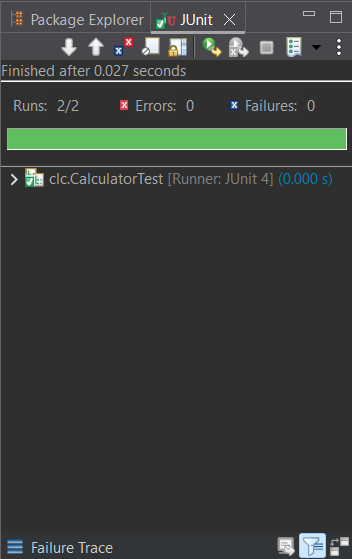 Package Explorer JUnit
Finished after 0.027 seconds
Runs: 2/2 Errors: 0 Failures: 0
clc.CalculatorTest [Runner: JUnit 4] (0.000 s)
Failure Trace